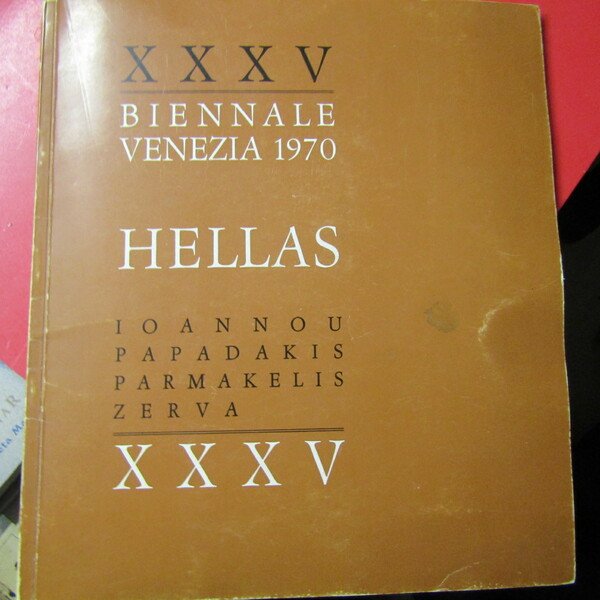 XXXV
BIENNALE
VENEZIA 1970
HELLAS
IOANNOU
PAPADAKIS
PARMAKELIS
ZERVA
XXXV